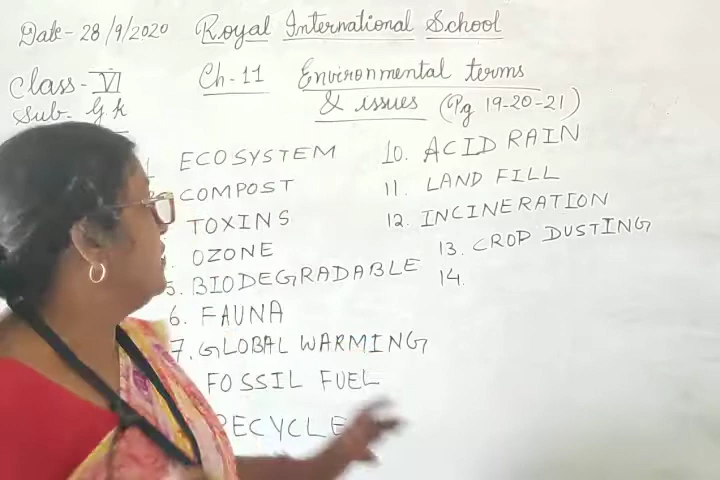 Date - 28/9/2020 Royal International School
Class - VI Ch - 11 Environmental terms
Sub - GK & issues (Pg 19-20-21)
ECOSYSTEM
COMPOST
TOXINS
OZONE
5. BIODEGRADABLE
6. FAUNA
7. GLOBAL WARMING
FOSSIL FUEL
RECYCLE
10. ACID RAIN
11. LAND FILL
12. INCINERATION
13. CROP DUSTING
14.